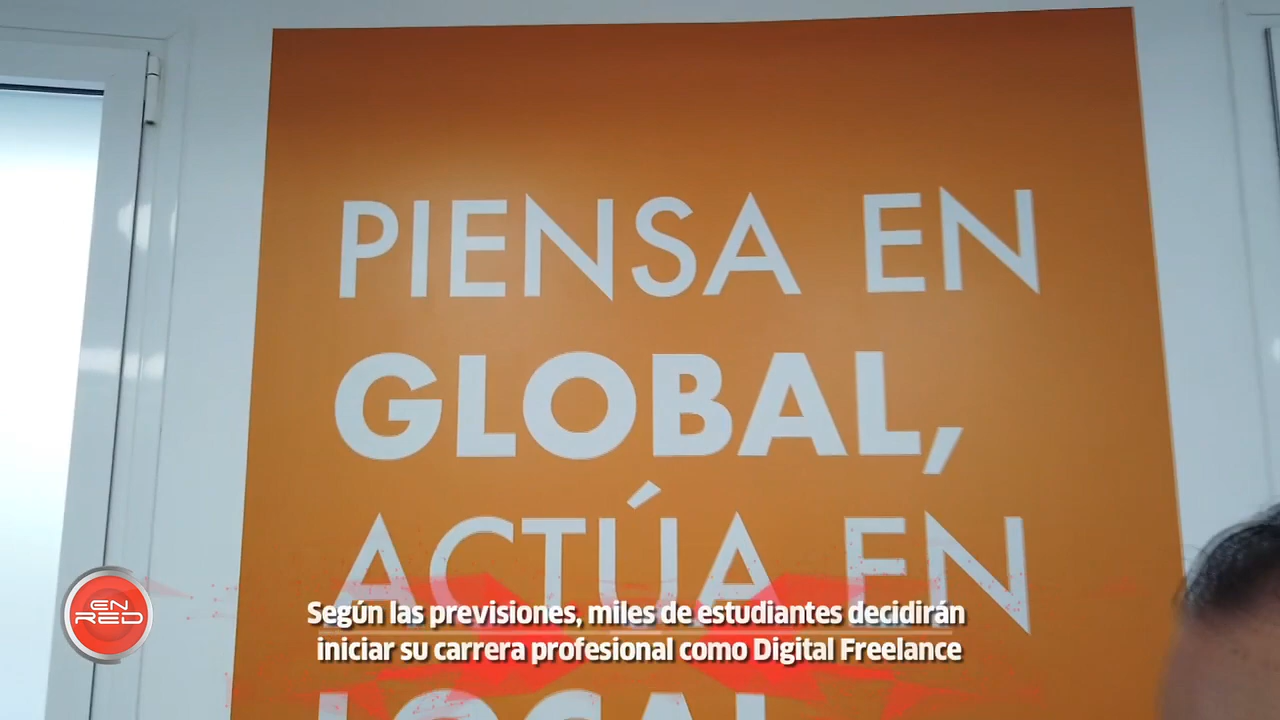 PIENSA EN
GLOBAL,
ACTÚA EN
LOCAL
EN
RED
Según las previsiones, miles de estudiantes decidirán
iniciar su carrera profesional como Digital Freelance